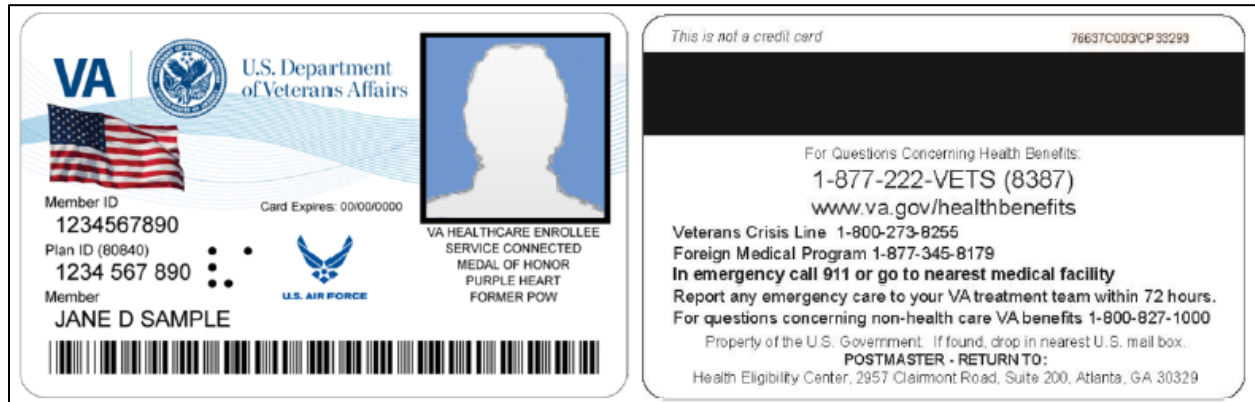 VA
U.S. Department
of Veterans Affairs
Member ID
1234567890
Card Expires: 00/00/0000
Plan ID (80840)
1234 567 890
Member
JANE D SAMPLE
U.S. AIR FORCE
VA HEALTHCARE ENROLLEE
SERVICE CONNECTED
MEDAL OF HONOR
PURPLE HEART
FORMER POW
This is not a credit card
76637C003/CP33293
For Questions Concerning Health Benefits:
1-877-222-VETS (8387)
www.va.gov/healthbenefits
Veterans Crisis Line 1-800-273-8255
Foreign Medical Program 1-877-345-8179
In emergency call 911 or go to nearest medical facility
Report any emergency care to your VA treatment team within 72 hours.
For questions concerning non-health care VA benefits 1-800-827-1000
Property of the U.S. Government. If found, drop in nearest U.S. mail box.
POSTMASTER - RETURN TO:
Health Eligibility Center, 2957 Clairmont Road, Suite 200, Atlanta, GA 30329